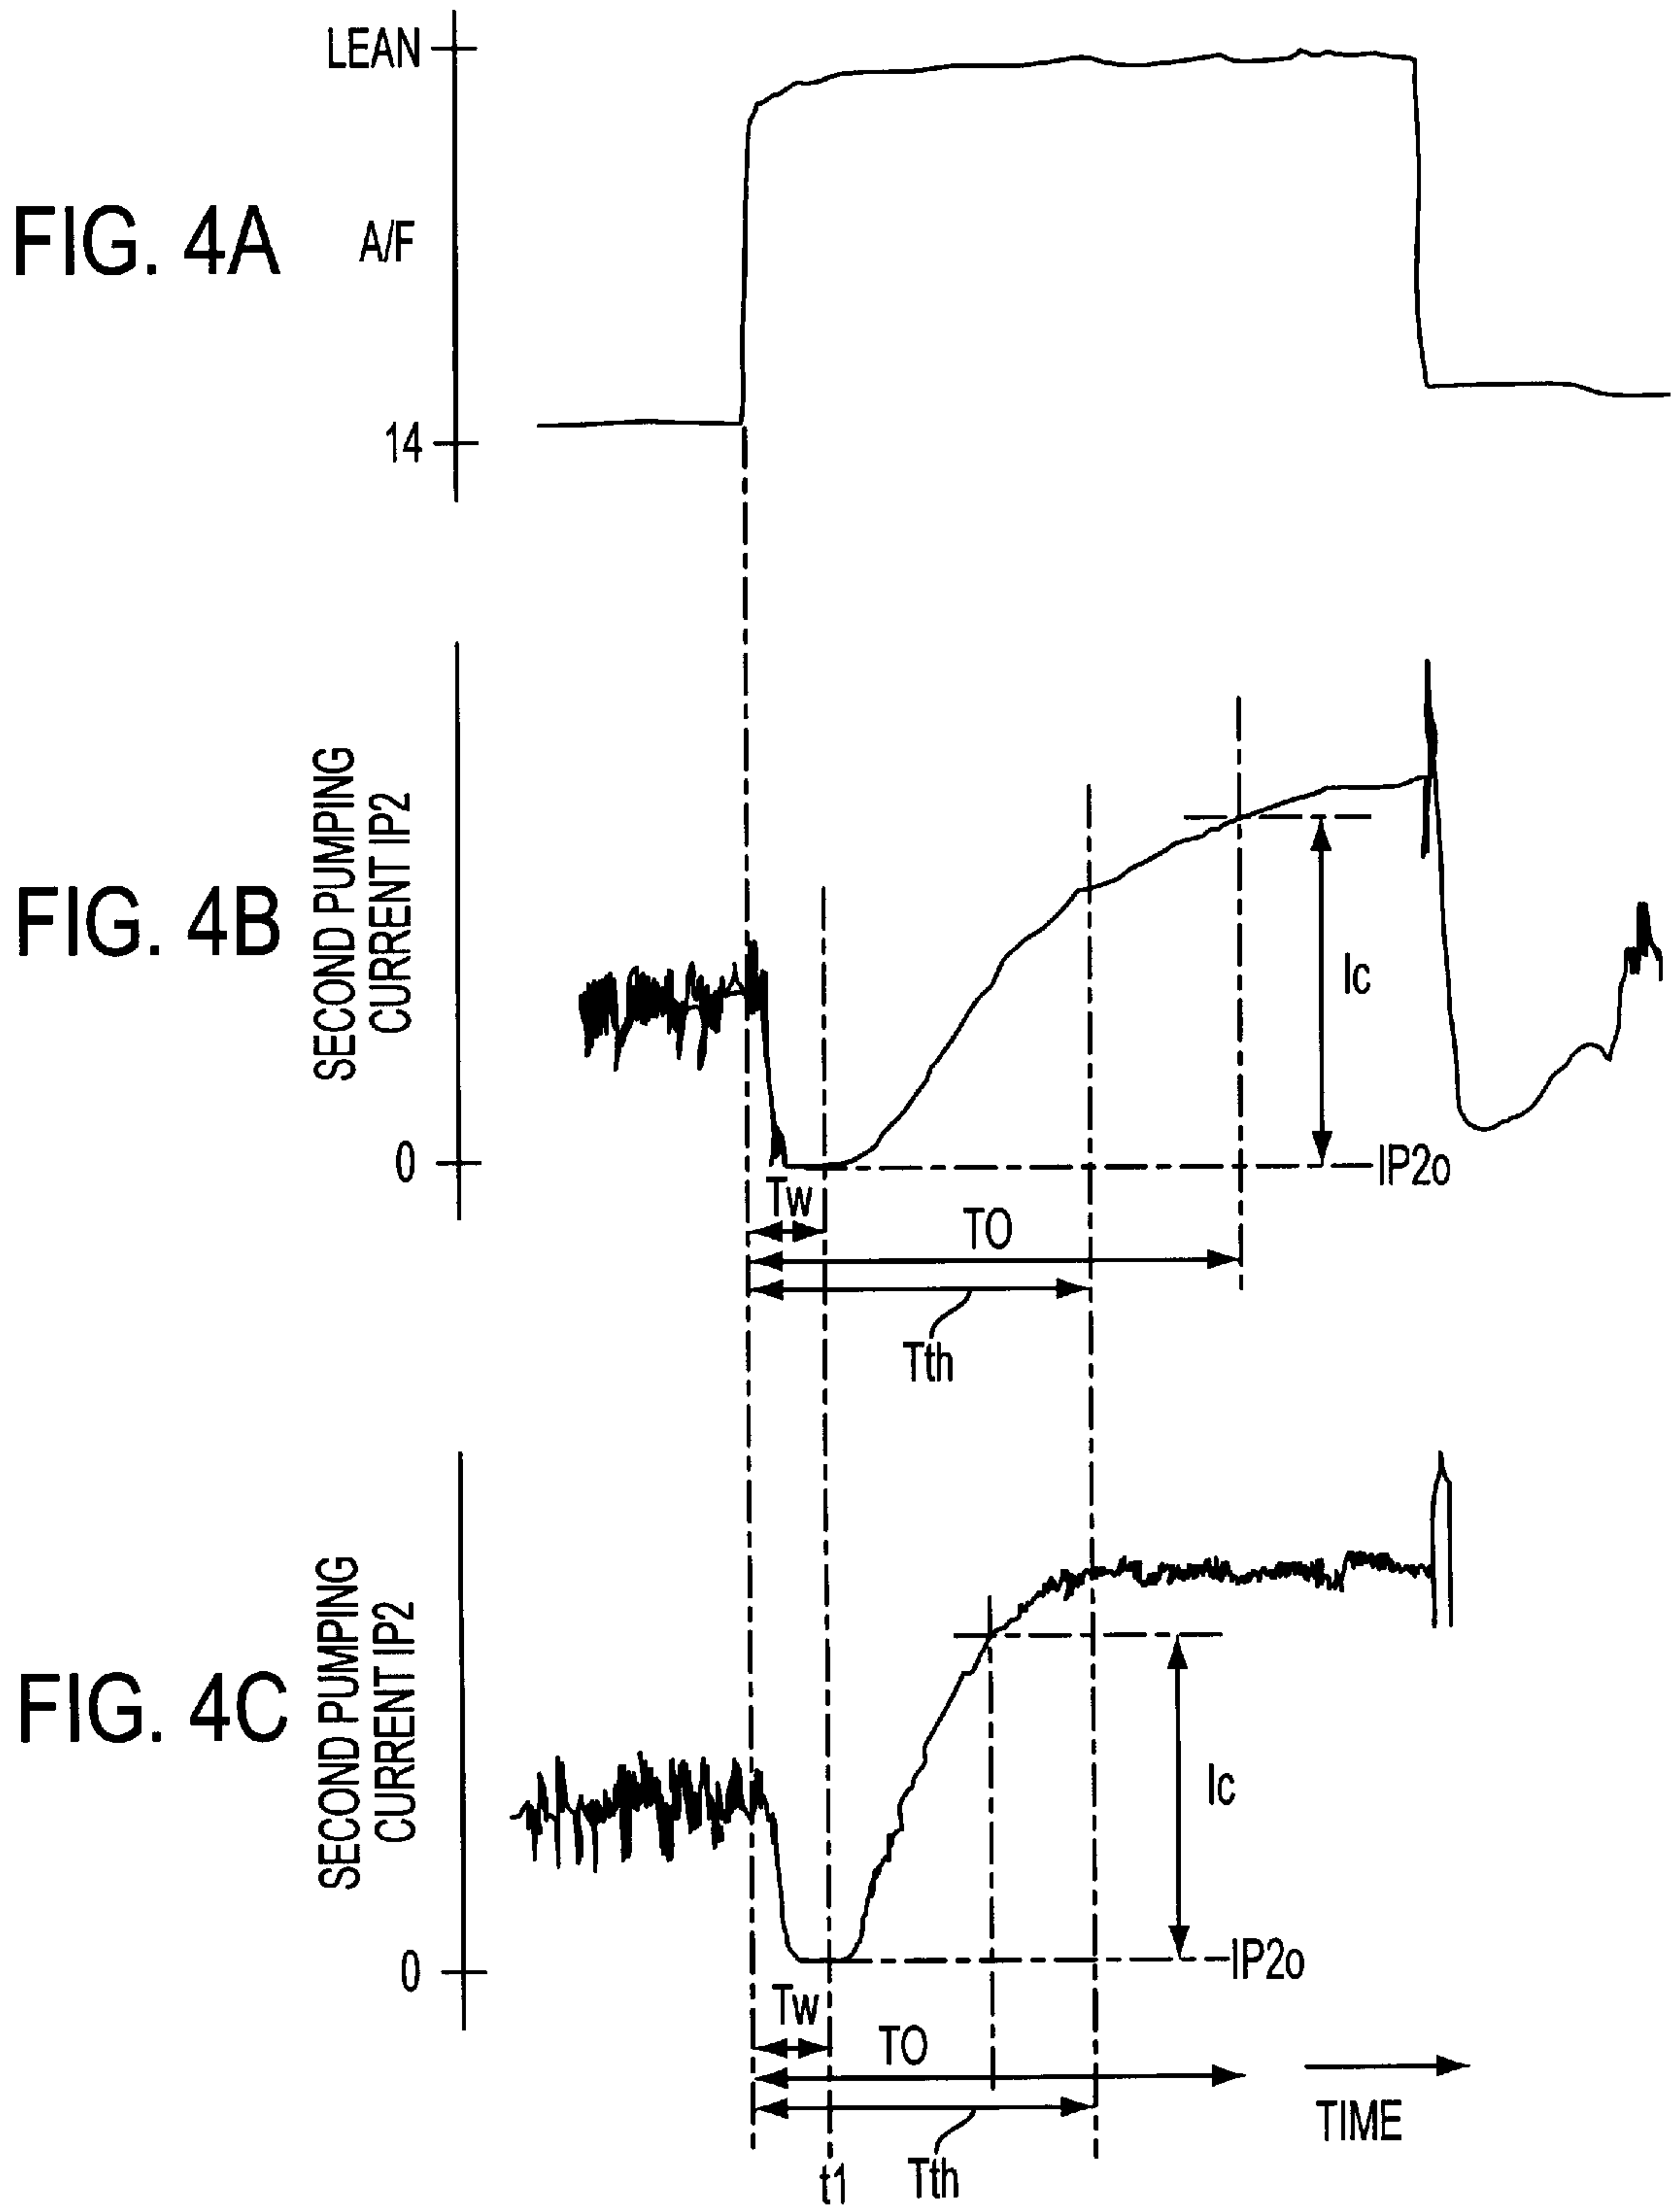 FIG. 4A
LEAN
A/F
14
FIG. 4B
SECOND PUMPING
CURRENT IP2
0
Ic
IP2o
Tw
TO
Tth
FIG. 4C
SECOND PUMPING
CURRENT IP2
0
Ic
IP2o
Tw
TO
Tth
t1
TIME